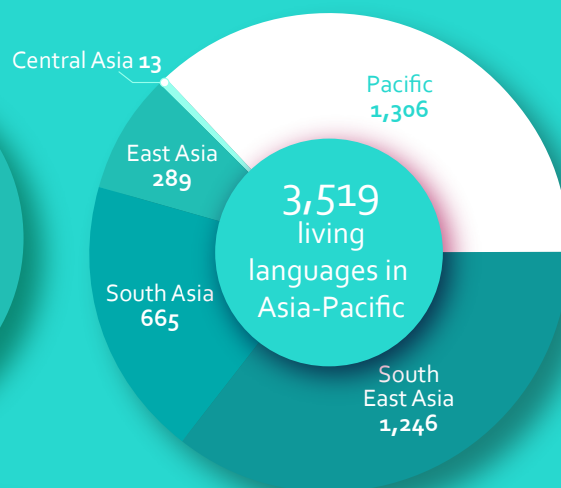 Central Asia 13
Pacific
1,306
East Asia
289
3,519
living
languages in
Asia-Pacific
South Asia
665
South
East Asia
1,246